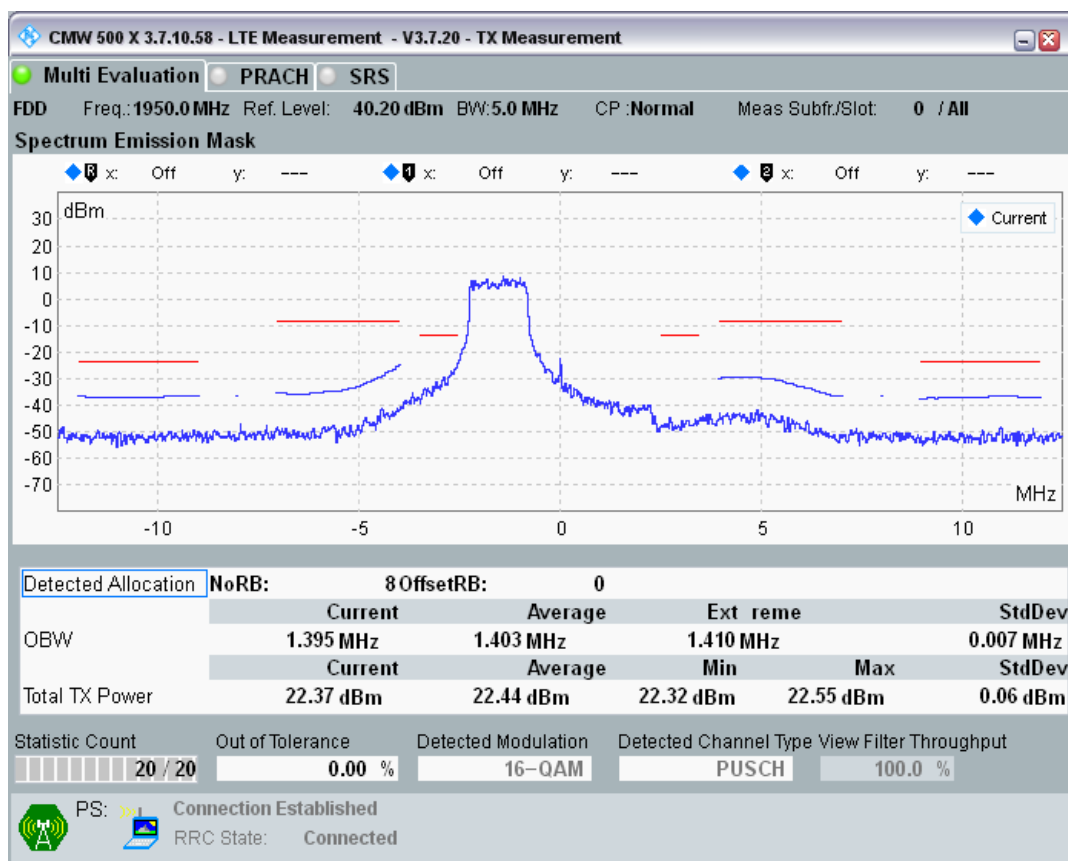 CMW 500 X 3.7.10.58 - LTE Measurement - V3.7.20 - TX Measurement
Multi Evaluation PRACH SRS
FDD Freq.: 1950.0 MHz Ref. Level: 40.20 dBm BW: 5.0 MHz CP : Normal Meas Subfr./Slot: 0 / All
Spectrum Emission Mask
R x: Off y: --- 1 x: Off y: --- 2 x: Off y: ---
dBm
Current
30
20
10
0
-10
-20
-30
-40
-50
-60
-70
MHz
-10 -5 0 5 10
Detected Allocation NoRB: 8 OffsetRB: 0
Current Average Ext reme StdDev
OBW 1.395 MHz 1.403 MHz 1.410 MHz 0.007 MHz
Current Average Min Max StdDev
Total TX Power 22.37 dBm 22.44 dBm 22.32 dBm 22.55 dBm 0.06 dBm
Statistic Count Out of Tolerance Detected Modulation Detected Channel Type View Filter Throughput
20 / 20 0.00 % 16-QAM PUSCH 100.0 %
PS: Connection Established
RRC State: Connected